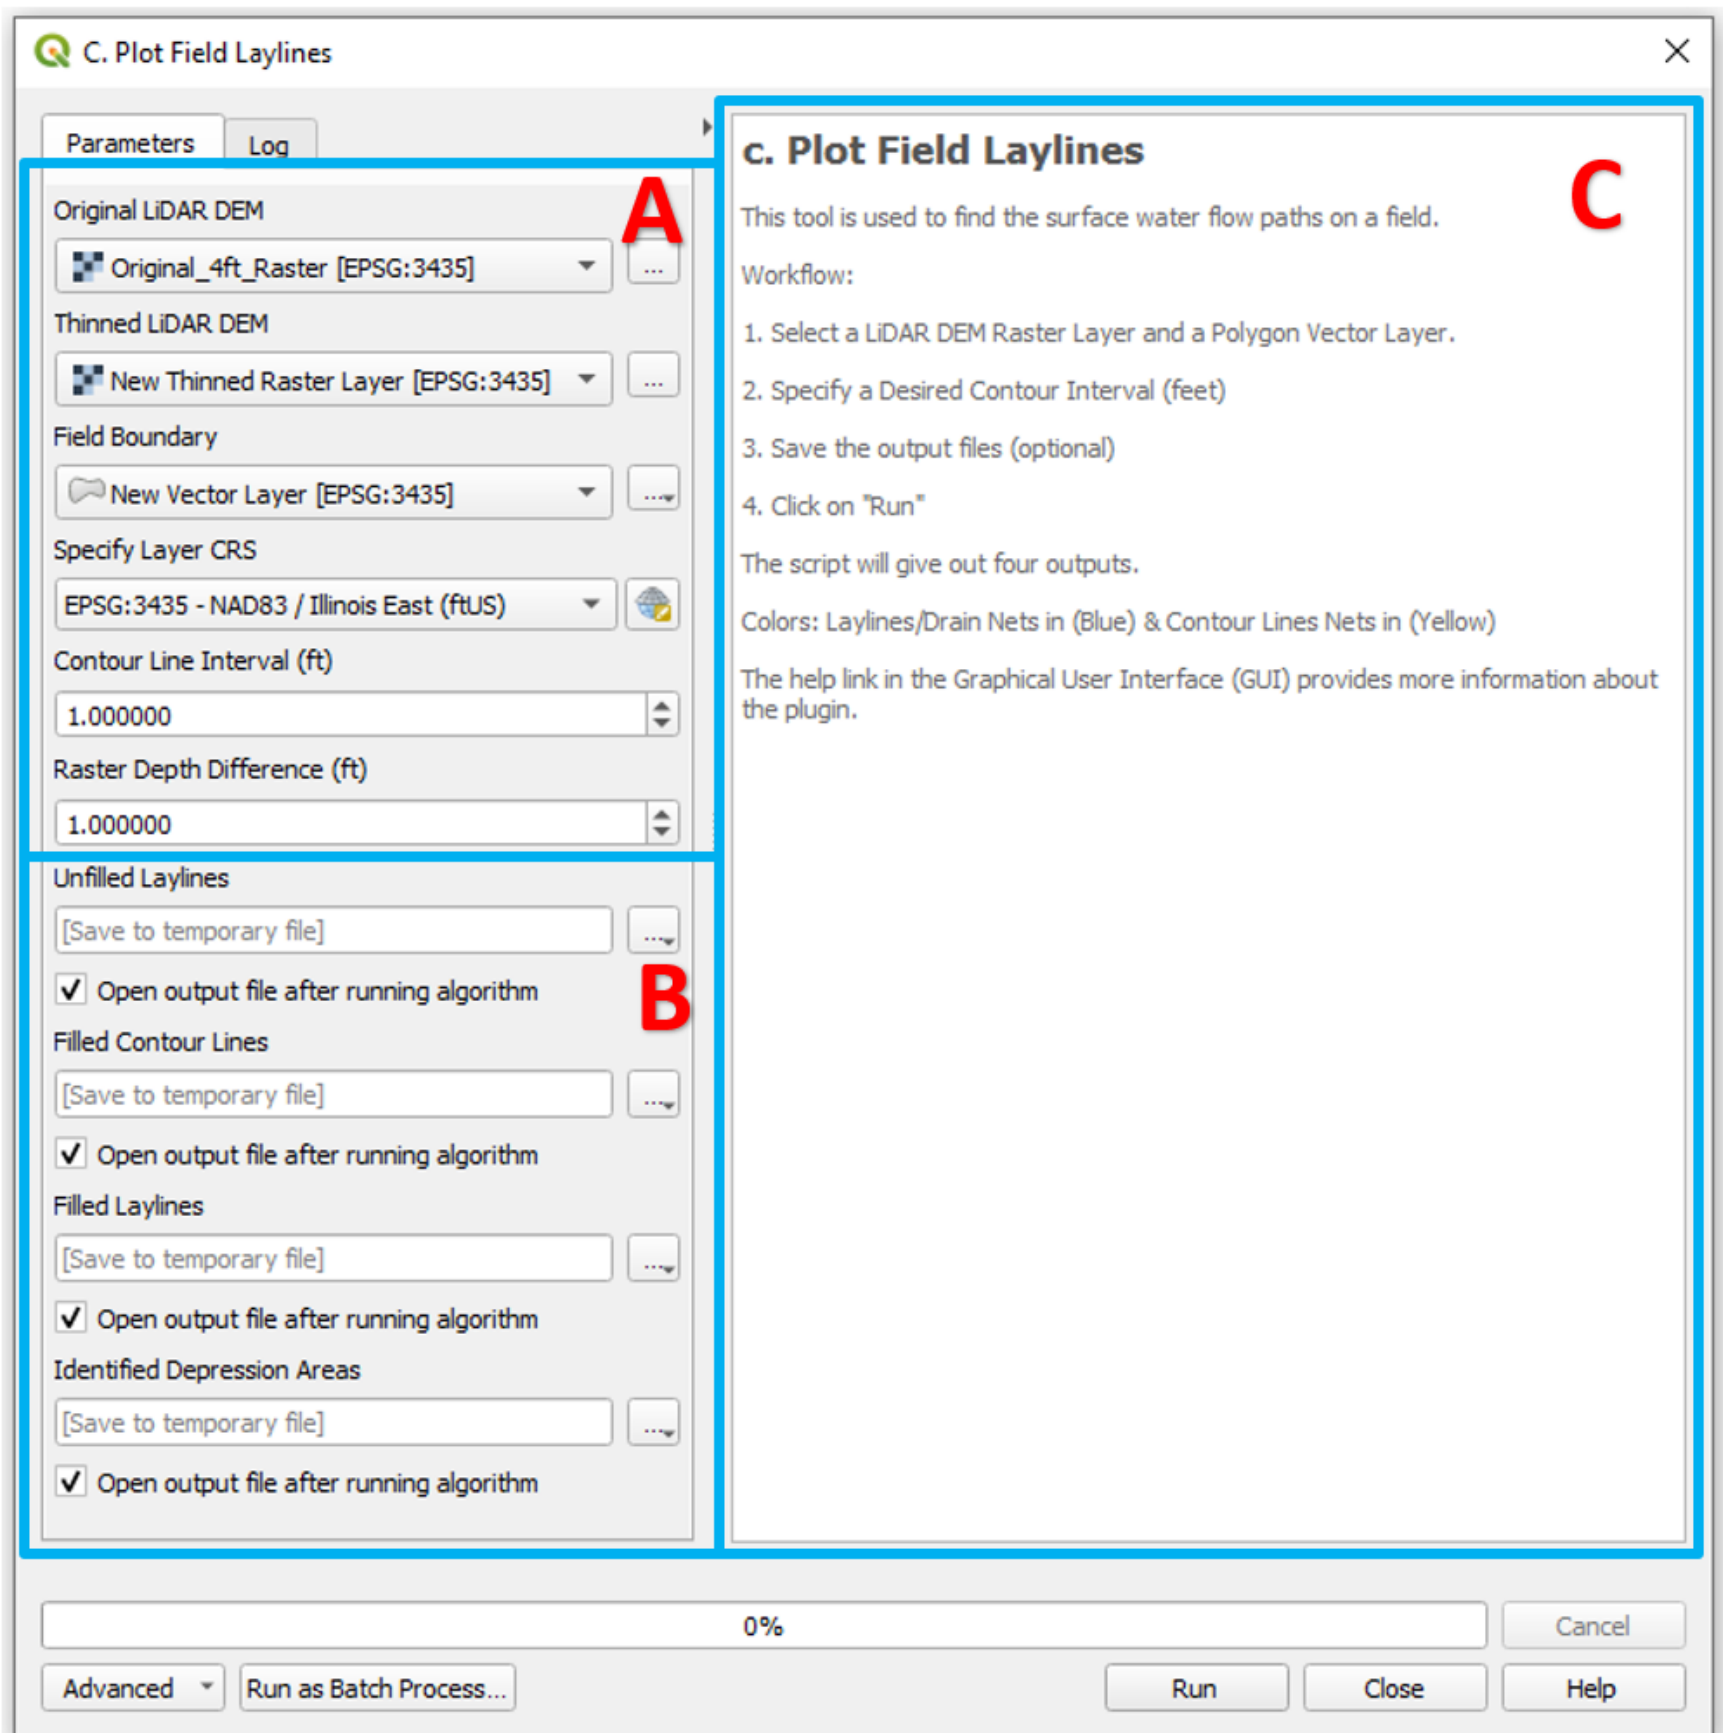 C. Plot Field Laylines
Parameters
Log
A
Original LiDAR DEM
Original_4ft_Raster [EPSG:3435]
...
Thinned LiDAR DEM
New Thinned Raster Layer [EPSG:3435]
...
Field Boundary
New Vector Layer [EPSG:3435]
...
Specify Layer CRS
EPSG:3435 - NAD83 / Illinois East (ftUS)
Contour Line Interval (ft)
1.000000
Raster Depth Difference (ft)
1.000000
Unfilled Laylines
[Save to temporary file]
...
Open output file after running algorithm
B
Filled Contour Lines
[Save to temporary file]
...
Open output file after running algorithm
Filled Laylines
[Save to temporary file]
...
Open output file after running algorithm
Identified Depression Areas
[Save to temporary file]
...
Open output file after running algorithm
c. Plot Field Laylines
C
This tool is used to find the surface water flow paths on a field.
Workflow:
1. Select a LiDAR DEM Raster Layer and a Polygon Vector Layer.
2. Specify a Desired Contour Interval (feet)
3. Save the output files (optional)
4. Click on "Run"
The script will give out four outputs.
Colors: Laylines/Drain Nets in (Blue) & Contour Lines Nets in (Yellow)
The help link in the Graphical User Interface (GUI) provides more information about
the plugin.
0%
Cancel
Advanced
Run as Batch Process...
Run
Close
Help